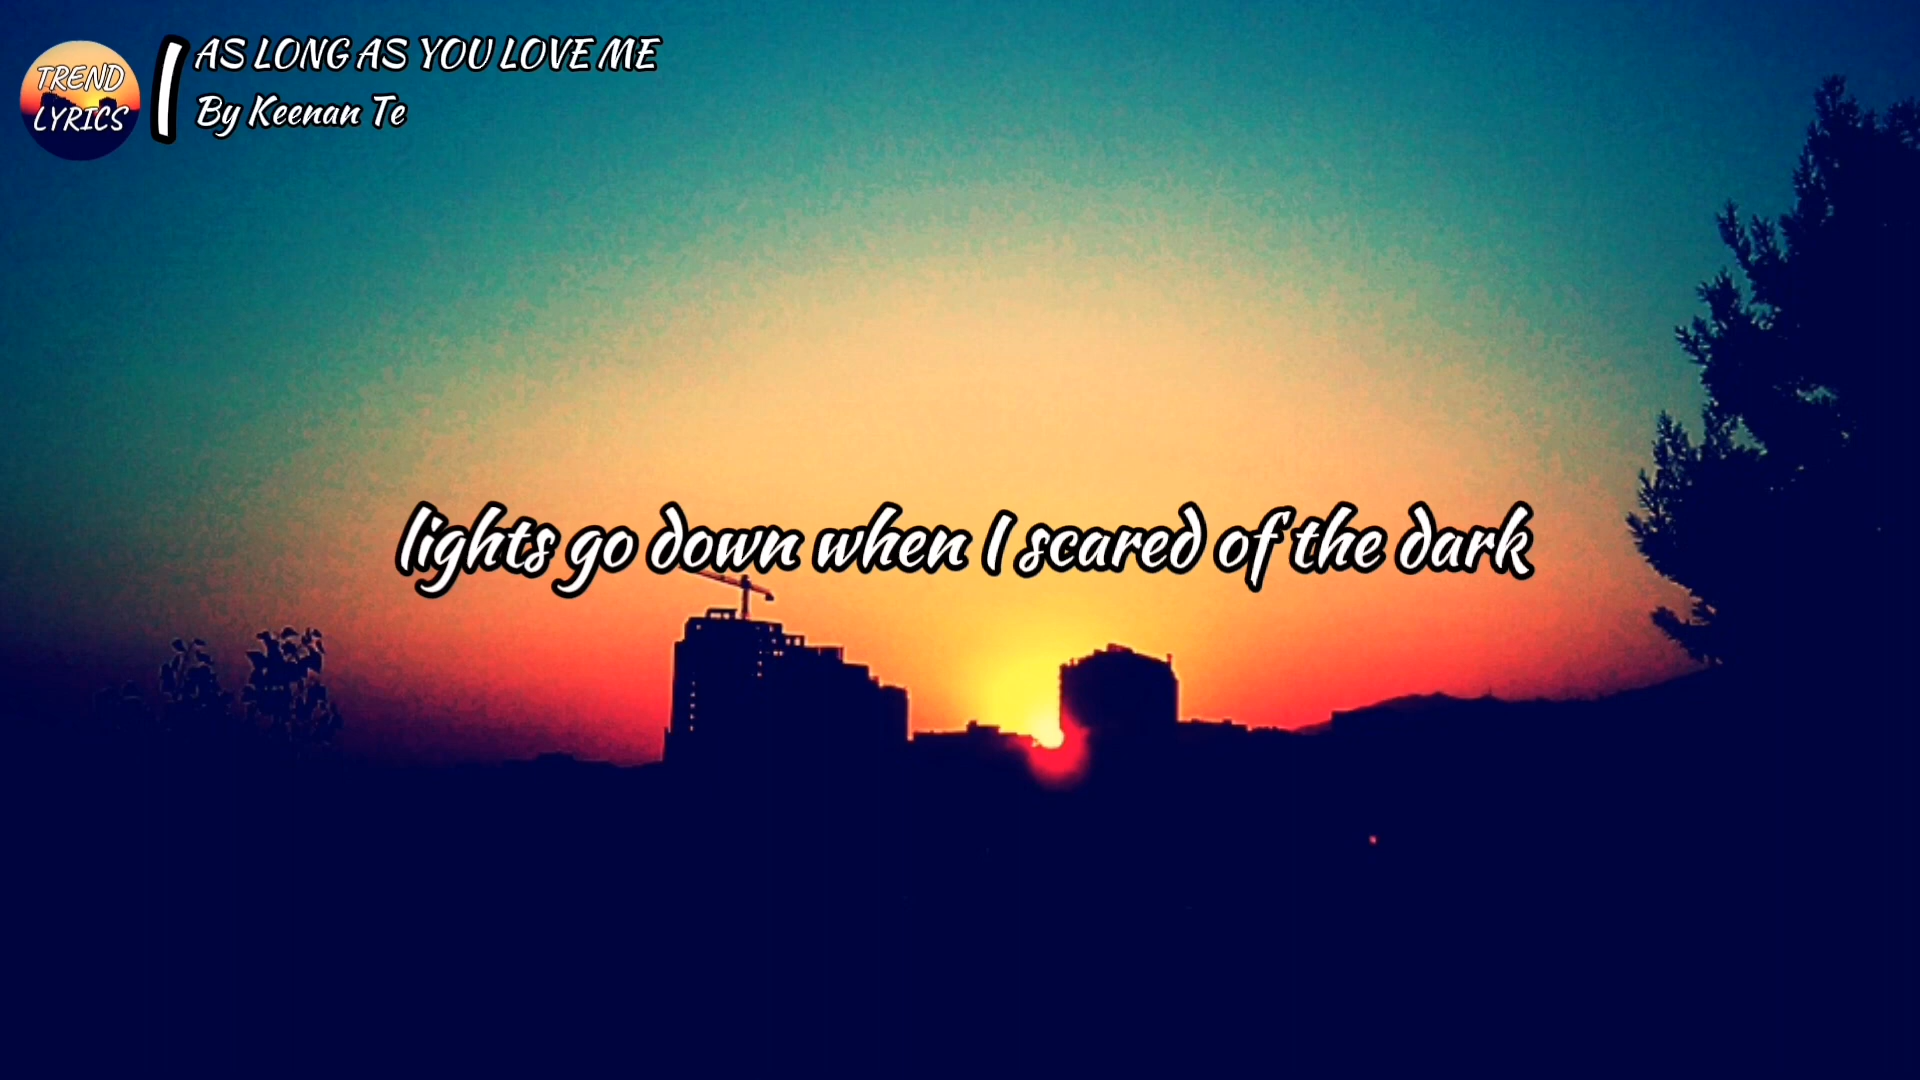 TREND
LYRICS
AS LONG AS YOU LOVE ME
By Keenan Te
lights go down when I scared of the dark